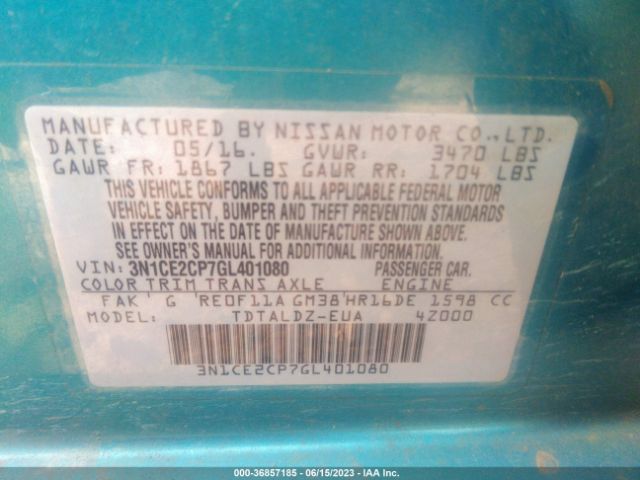 MANUFACTURED BY NISSAN MOTOR CO.,LTD.
DATE: 05/16. GVWR: 3470 LBS
GAWR FR: 1867 LBS GAWR RR: 1704 LBS
THIS VEHICLE CONFORMS TO ALL APPLICABLE FEDERAL MOTOR
VEHICLE SAFETY, BUMPER AND THEFT PREVENTION STANDARDS
IN EFFECT ON THE DATE OF MANUFACTURE SHOWN ABOVE.
SEE OWNER'S MANUAL FOR ADDITIONAL INFORMATION.
VIN: 3N1CE2CP7GL401080 PASSENGER CAR.
COLOR TRIM TRANS AXLE ENGINE
FAK' G 'RE0F11A GM38'HR16DE 1598 CC
MODEL: TDTALDZ-EUA 4Z000
3N1CE2CP7GL401080
000-36857185 - 06/15/2023 - IAA Inc.